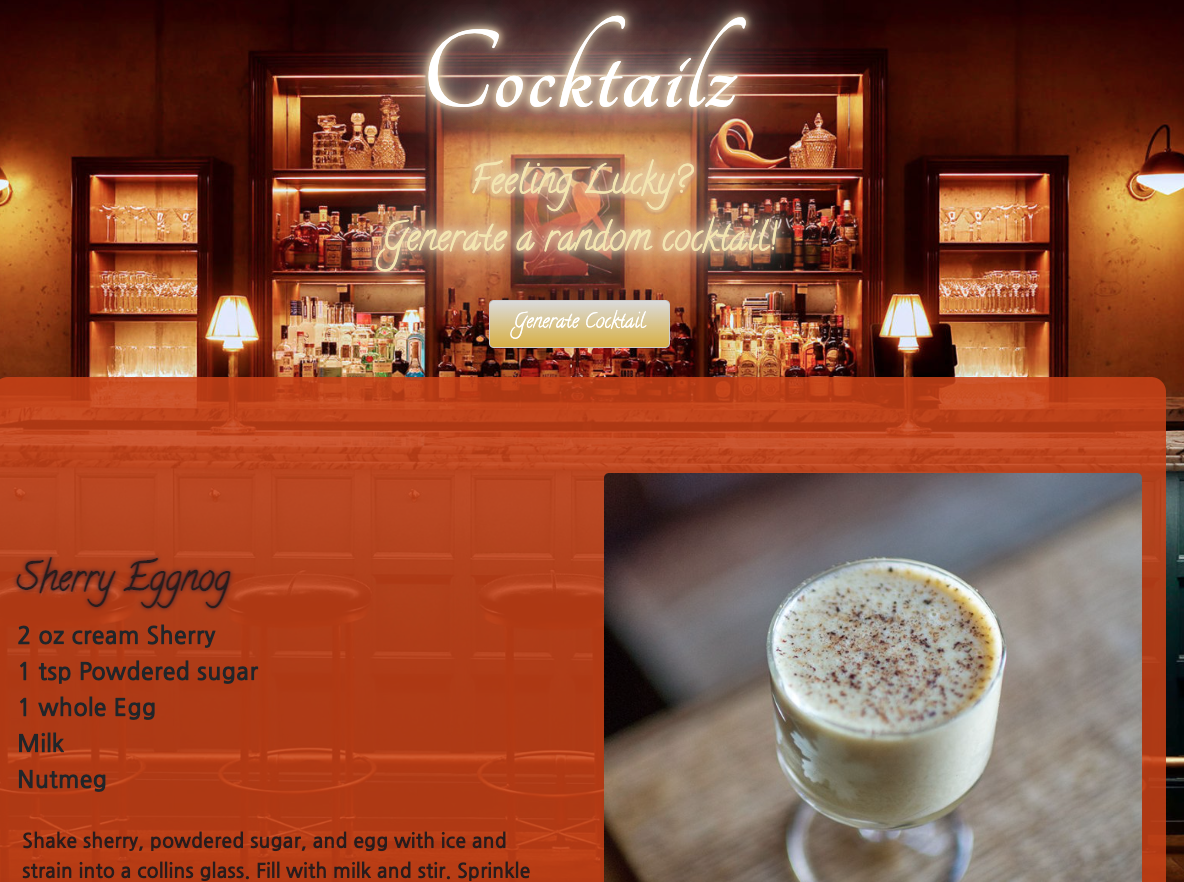 Cocktailz
Feeling Lucky?
Generate a random cocktail!
Generate Cocktail
Sherry Eggnog
2 oz cream Sherry
1 tsp Powdered sugar
1 whole Egg
Milk
Nutmeg
Shake sherry, powdered sugar, and egg with ice and
strain into a collins glass. Fill with milk and stir. Sprinkle